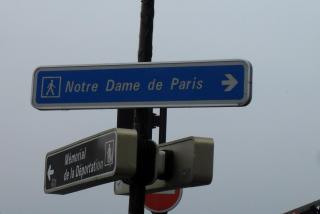 Notre Dame de Paris
Mémorial
de la Déportation